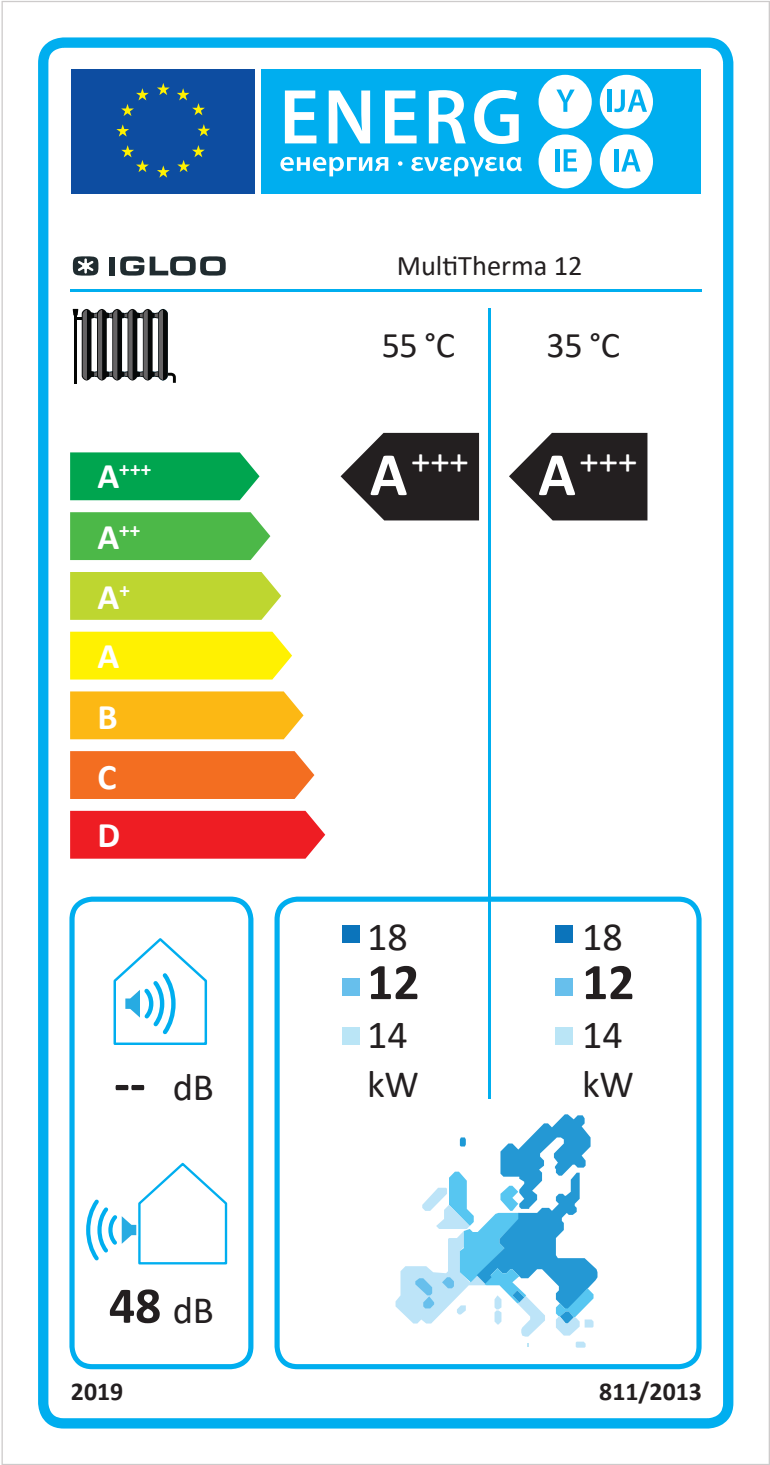 ENERG Y IJA
енергия · ενεργεια IE IA
IGLOO MultiTherma 12
55 °C 35 °C
A+++ A+++ A+++
A++
A+
A
B
C
D
18 18
12 12
14 14
-- dB kW kW
48 dB
2019 811/2013